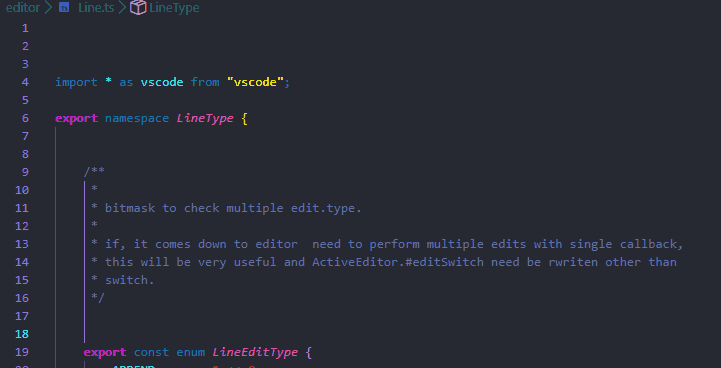 editor > Line.ts > LineType
1
2
3
4 import * as vscode from "vscode";
5
6 export namespace LineType {
7
8
9 /**
10 *
11 * bitmask to check multiple edit.type.
12 *
13 * if, it comes down to editor  need to perform multiple edits with single callback,
14 * this will be very useful and ActiveEditor.#editSwitch need be rwriten other than
15 * switch.
16 */
17
18
19 export const enum LineEditType {